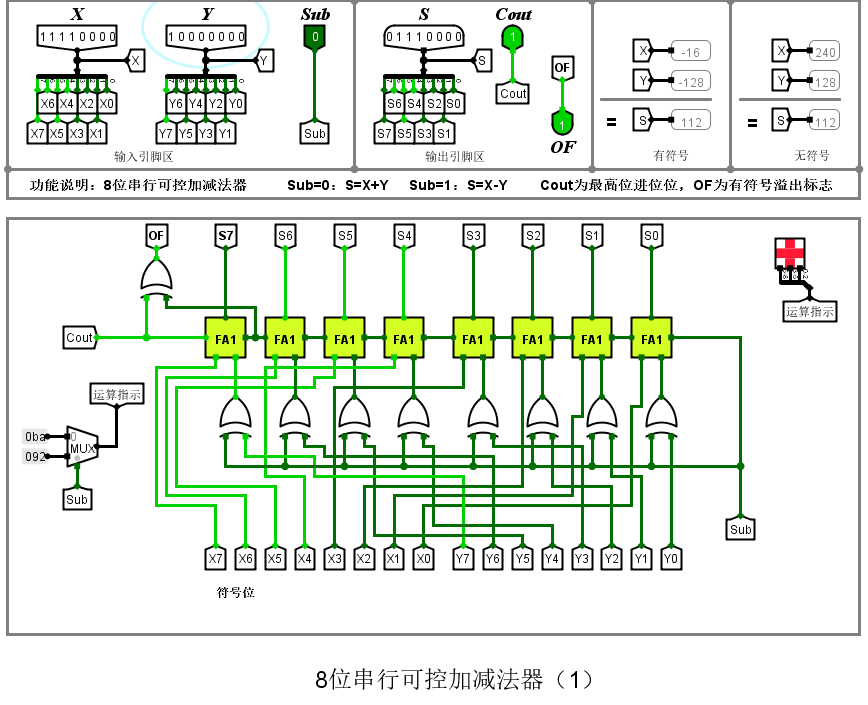 X Y Sub S Cout
11110000 10000000 0 01110000 1
X Y S OF X -16 X 240
Y -128 Y 128
X6 X4 X2 X0 Y6 Y4 Y2 Y0 S6 S4 S2 S0 Cout
X7 X5 X3 X1 Y7 Y5 Y3 Y1 Sub S7 S5 S3 S1 1 = S 112 = S 112
OF
输入引脚区 输出引脚区 有符号 无符号
功能说明：8位串行可控加减法器 Sub=0：S=X+Y Sub=1：S=X-Y Cout为最高位进位位，OF为有符号溢出标志
OF S7 S6 S5 S4 S3 S2 S1 S0
运算指示
Cout FA1 FA1 FA1 FA1 FA1 FA1 FA1 FA1
运算指示
0ba 0
MUX
092
Sub
Sub
X7 X6 X5 X4 X3 X2 X1 X0 Y7 Y6 Y5 Y4 Y3 Y2 Y1 Y0
符号位
8位串行可控加减法器（1）